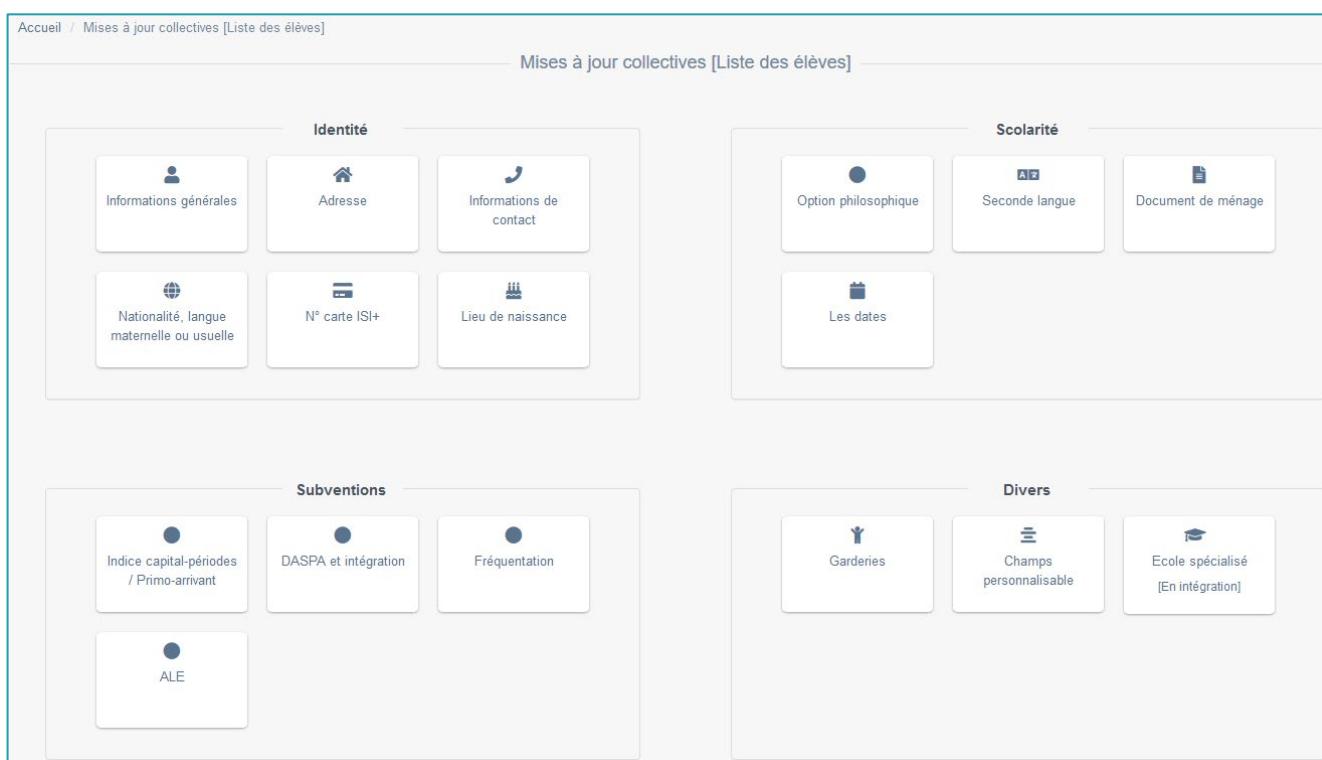 Accueil / Mises à jour collectives [Liste des élèves]
Mises à jour collectives [Liste des élèves]
Identité
Informations générales
Adresse
Informations de
contact
Nationalité, langue
maternelle ou usuelle
N° carte ISI+
Lieu de naissance
Scolarité
Option philosophique
Seconde langue
Document de ménage
Les dates
Subventions
Indice capital-périodes
/ Primo-arrivant
DASPA et intégration
Fréquentation
ALE
Divers
Garderies
Champs
personnalisable
Ecole spécialisé
[En intégration]